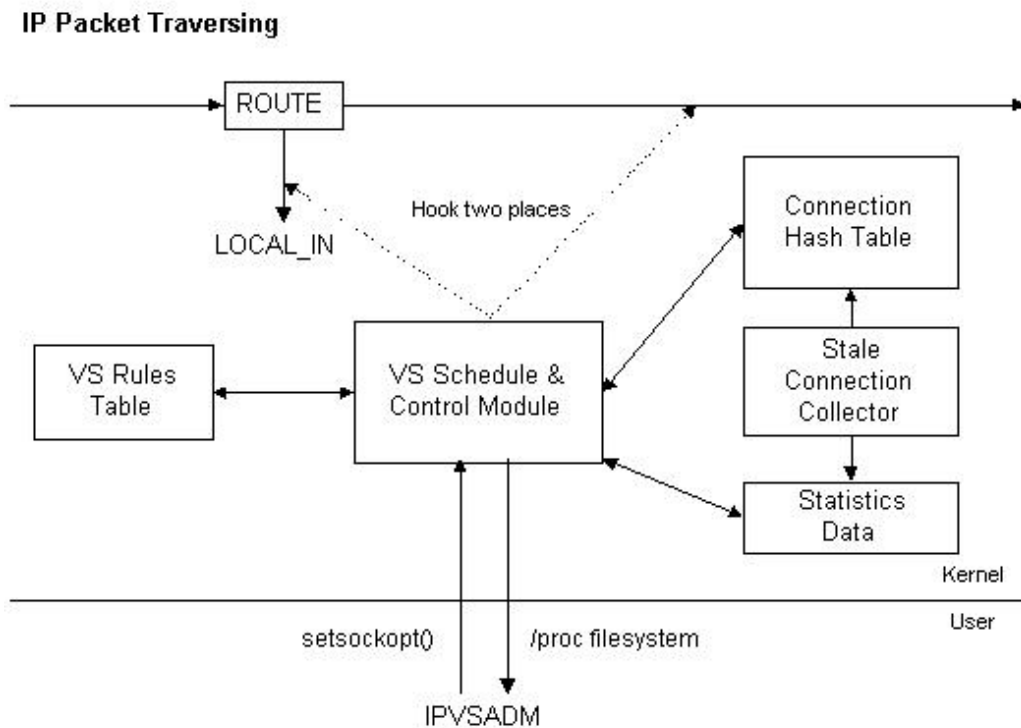 IP Packet Traversing
ROUTE
Hook two places
LOCAL_IN
Connection
Hash Table
VS Rules
Table
VS Schedule &
Control Module
Stale
Connection
Collector
Statistics
Data
Kernel
User
setsockopt()
/proc filesystem
IPVSADM